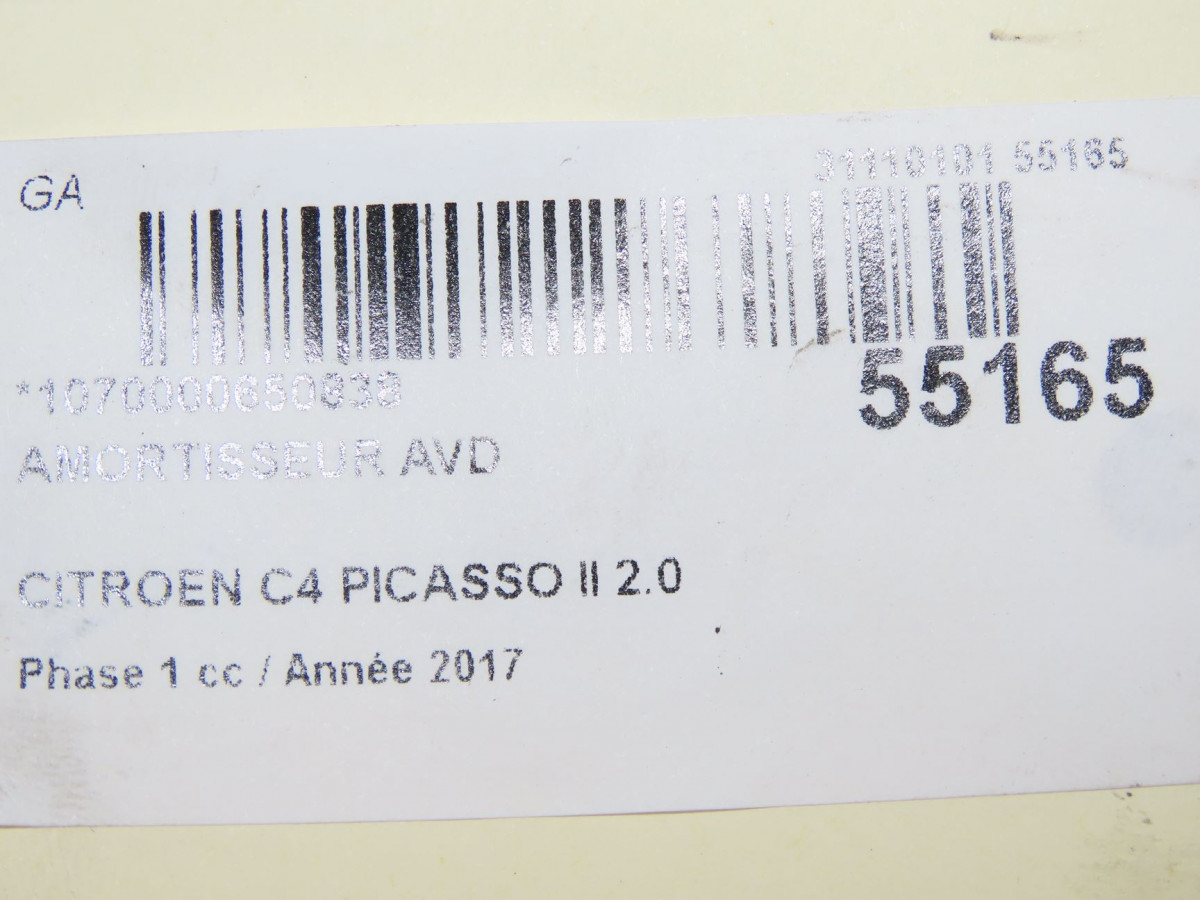 GA
31110101 55165
55165
*1070000650838
AMORTISSEUR AVD
CITROEN C4 PICASSO II 2.0
Phase 1 cc / Année 2017